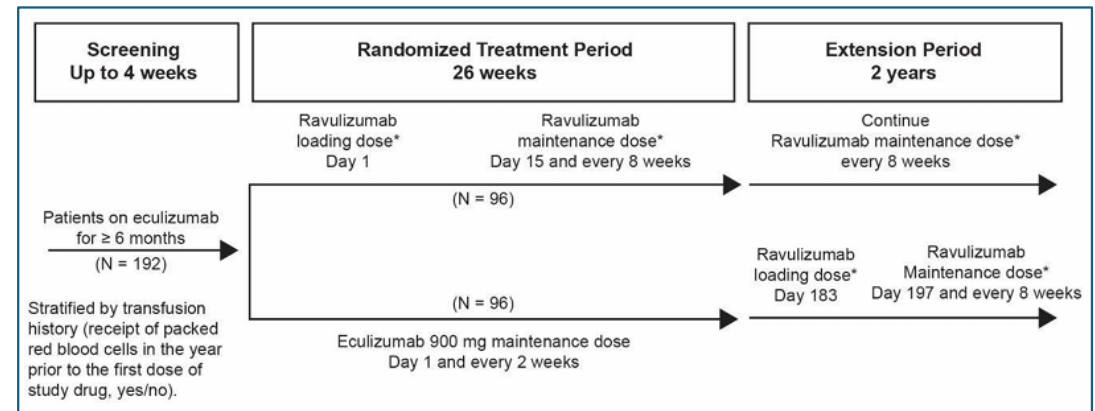 Screening
Up to 4 weeks
Randomized Treatment Period
26 weeks
Extension Period
2 years
Ravulizumab
loading dose*
Day 1
Ravulizumab
maintenance dose*
Day 15 and every 8 weeks
Continue
Ravulizumab maintenance dose*
every 8 weeks
(N = 96)
Patients on eculizumab
for ≥ 6 months
(N = 192)
Stratified by transfusion
history (receipt of packed
red blood cells in the year
prior to the first dose of
study drug, yes/no).
(N = 96)
Eculizumab 900 mg maintenance dose
Day 1 and every 2 weeks
Ravulizumab
loading dose*
Day 183
Ravulizumab
Maintenance dose*
Day 197 and every 8 weeks